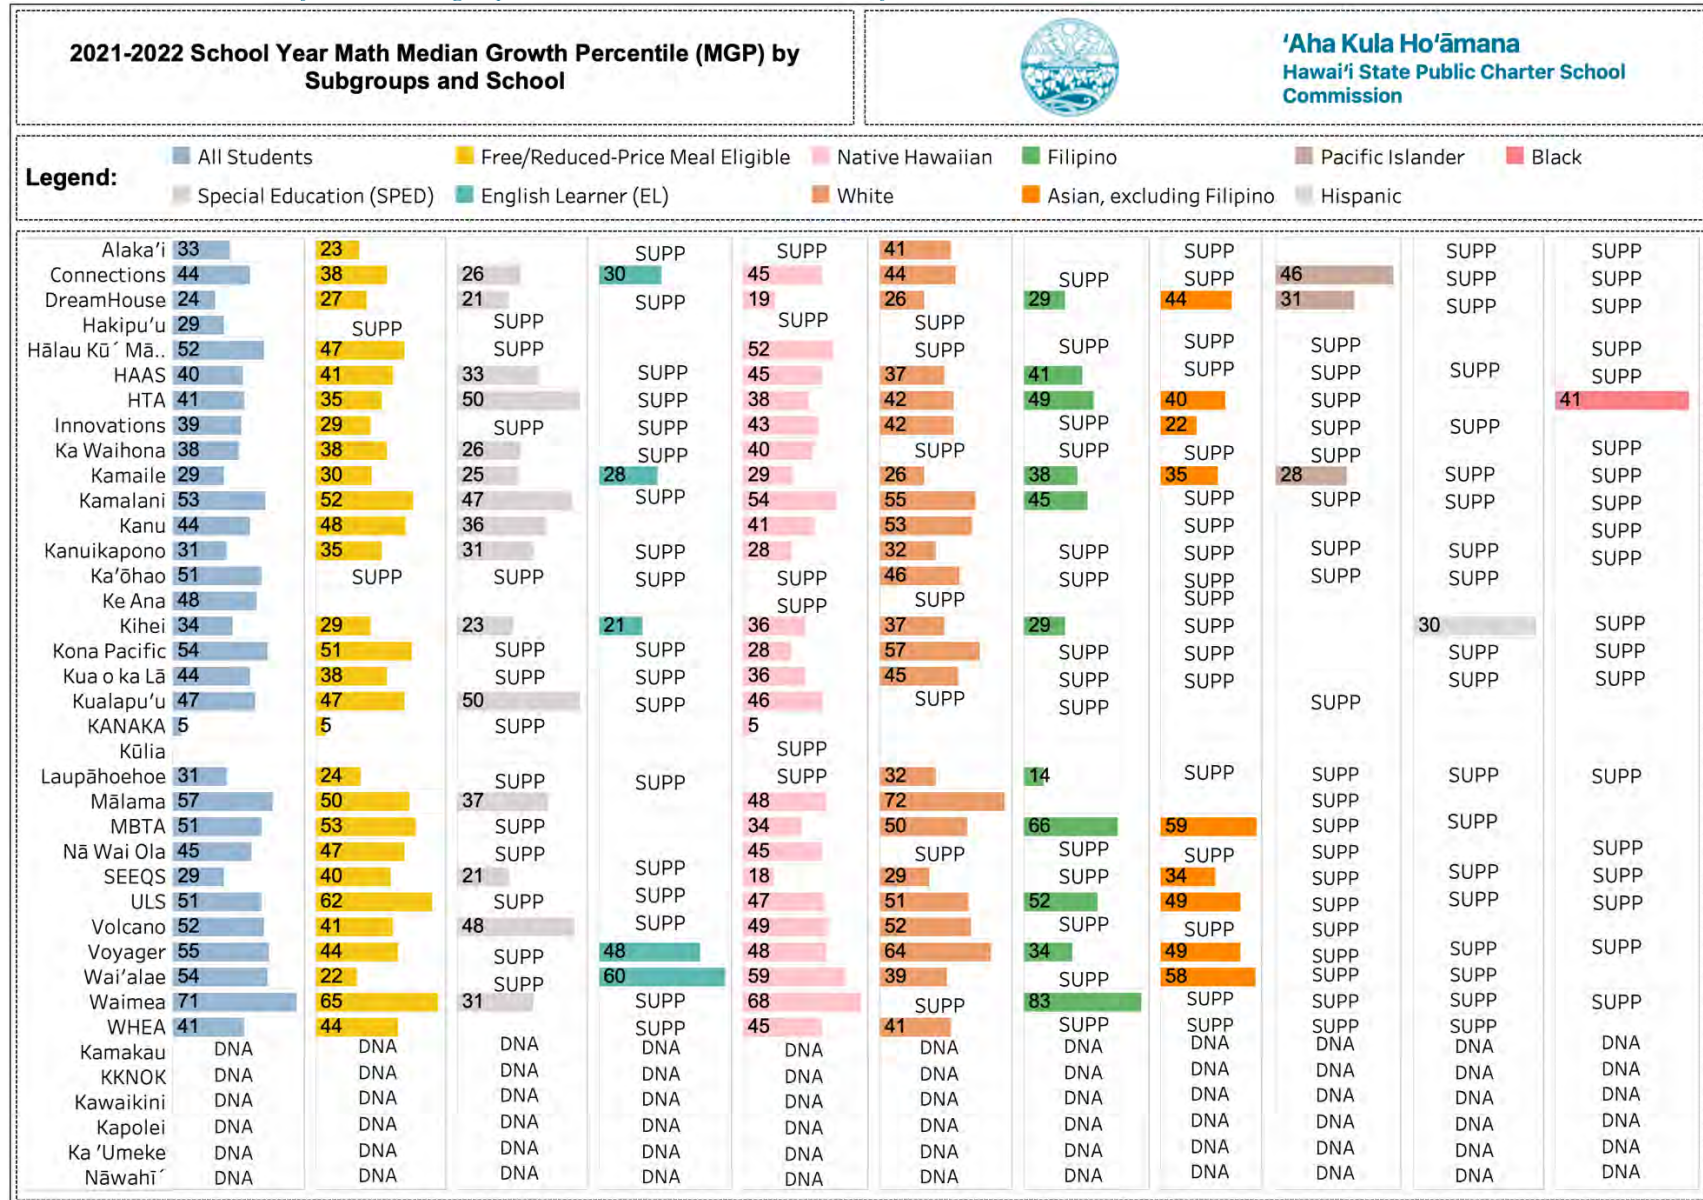 2021-2022 School Year Math Median Growth Percentile (MGP) by
Subgroups and School
ʻAha Kula Hoʻāmana
Hawaiʻi State Public Charter School
Commission
Legend:
All Students Free/Reduced-Price Meal Eligible Native Hawaiian Filipino Pacific Islander Black
Special Education (SPED) English Learner (EL) White Asian, excluding Filipino Hispanic
Alaka'i 33 23 SUPP SUPP 41 SUPP SUPP SUPP
Connections 44 38 26 30 45 44 SUPP SUPP 46 SUPP SUPP
DreamHouse 24 27 21 SUPP 19 26 29 44 31 SUPP SUPP
Hakipu'u 29 SUPP SUPP SUPP SUPP
Hālau Kū´ Mā.. 52 47 SUPP 52 SUPP SUPP SUPP SUPP SUPP
HAAS 40 41 33 SUPP 45 37 41 SUPP SUPP SUPP SUPP
HTA 41 35 50 SUPP 38 42 49 40 SUPP 41
Innovations 39 29 SUPP SUPP 43 42 SUPP 22 SUPP SUPP
Ka Waihona 38 38 26 SUPP 40 SUPP SUPP SUPP SUPP SUPP
Kamaile 29 30 25 28 29 26 38 35 28 SUPP SUPP
Kamalani 53 52 47 SUPP 54 55 45 SUPP SUPP SUPP SUPP
Kanu 44 48 36 41 53 SUPP SUPP
Kanuikapono 31 35 31 SUPP 28 32 SUPP SUPP SUPP SUPP SUPP
Ka'ōhao 51 SUPP SUPP SUPP SUPP 46 SUPP SUPP SUPP SUPP
Ke Ana 48 SUPP SUPP SUPP
Kihei 34 29 23 21 36 37 29 SUPP 30 SUPP
Kona Pacific 54 51 SUPP SUPP 28 57 SUPP SUPP SUPP SUPP
Kua o ka Lā 44 38 SUPP SUPP 36 45 SUPP SUPP SUPP SUPP
Kualapu'u 47 47 50 SUPP 46 SUPP SUPP SUPP
KANAKA 5 5 SUPP 5
Kūlia SUPP
Laupāhoehoe 31 24 SUPP SUPP SUPP 32 14 SUPP SUPP SUPP SUPP
Mālama 57 50 37 48 72 SUPP
MBTA 51 53 SUPP 34 50 66 59 SUPP SUPP
Nā Wai Ola 45 47 SUPP 45 SUPP SUPP SUPP SUPP SUPP
SEEQS 29 40 21 SUPP 18 29 SUPP 34 SUPP SUPP SUPP
ULS 51 62 SUPP SUPP 47 51 52 49 SUPP SUPP SUPP
Volcano 52 41 48 SUPP 49 52 SUPP SUPP SUPP
Voyager 55 44 SUPP 48 48 64 34 49 SUPP SUPP SUPP
Wai'alae 54 22 SUPP 60 59 39 SUPP 58 SUPP SUPP
Waimea 71 65 31 SUPP 68 SUPP 83 SUPP SUPP SUPP SUPP
WHEA 41 44 SUPP 45 41 SUPP SUPP SUPP SUPP
Kamakau DNA DNA DNA DNA DNA DNA DNA DNA DNA DNA DNA
KKNOK DNA DNA DNA DNA DNA DNA DNA DNA DNA DNA DNA
Kawaikini DNA DNA DNA DNA DNA DNA DNA DNA DNA DNA DNA
Kapolei DNA DNA DNA DNA DNA DNA DNA DNA DNA DNA DNA
Ka 'Umeke DNA DNA DNA DNA DNA DNA DNA DNA DNA DNA DNA
Nāwahī´ DNA DNA DNA DNA DNA DNA DNA DNA DNA DNA DNA